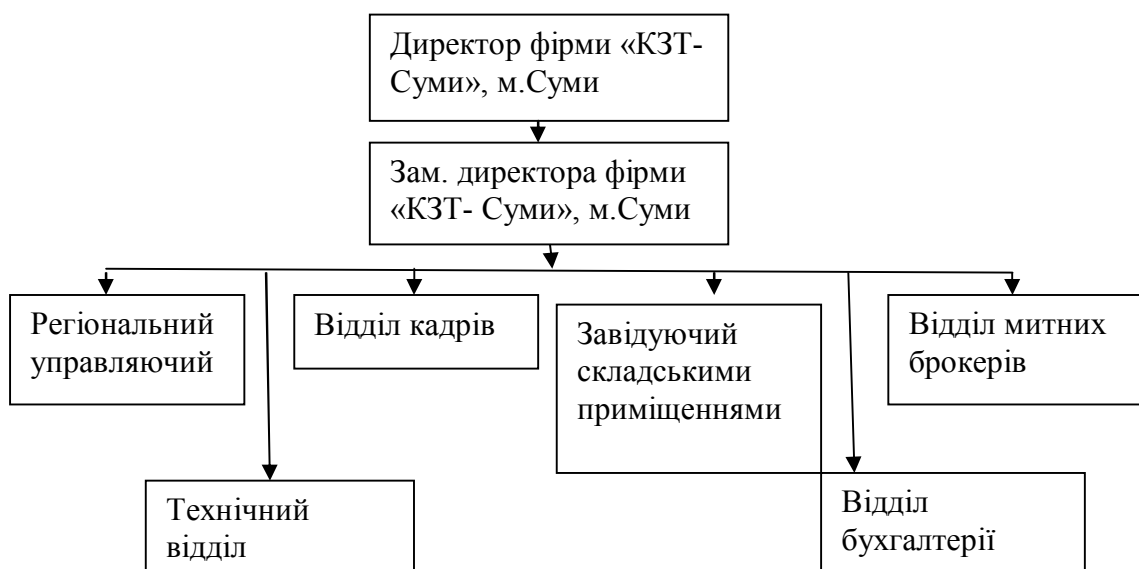 Директор фірми «КЗТ-
Суми», м.Суми
Зам. директора фірми
«КЗТ- Суми», м.Суми
Регіональний
управляючий
Відділ кадрів
Завідуючий
складськими
приміщеннями
Відділ митних
брокерів
Технічний
відділ
Відділ
бухгалтерії